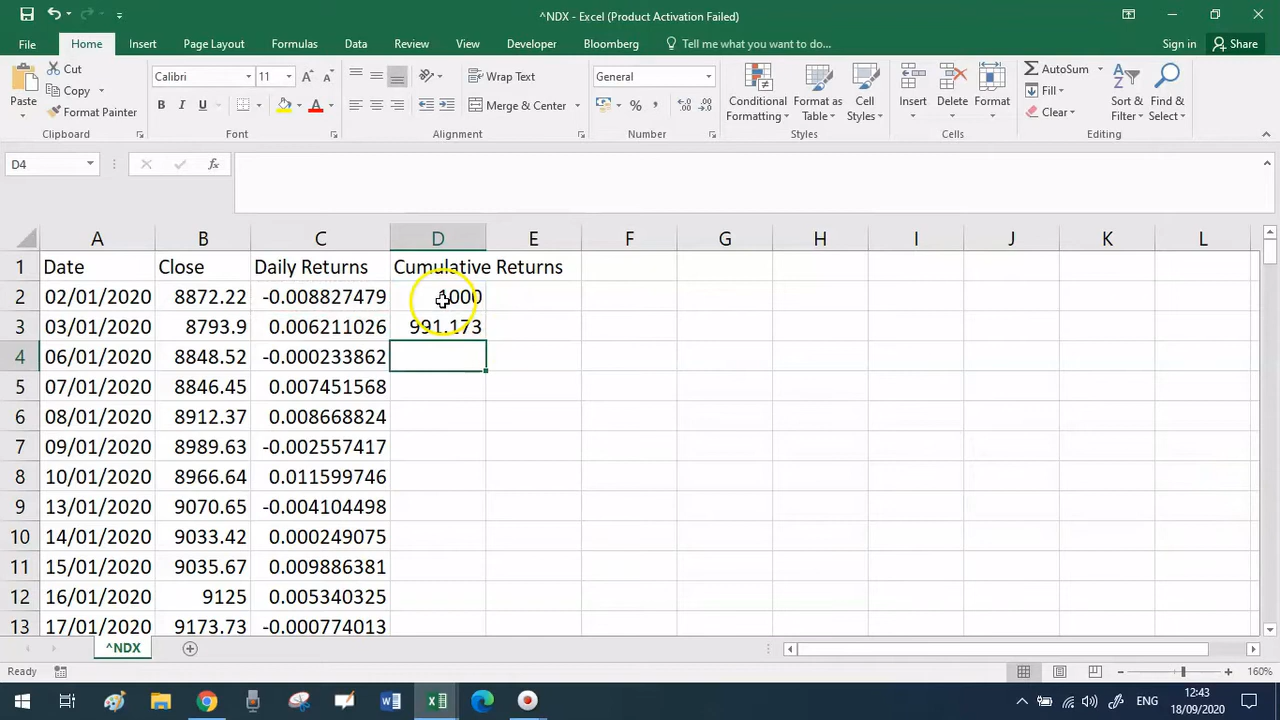 ^NDX - Excel (Product Activation Failed)
File Home Insert Page Layout Formulas Data Review View Developer Bloomberg Tell me what you want to do... Sign in Share
Paste Cut Copy Format Painter Clipboard
Calibri 11 B I U A A A Font
ab Wrap Text Merge & Center Alignment
General % , Number
Conditional Formatting Format as Table Cell Styles Styles
Insert Delete Format Cells
AutoSum Fill Clear Sort & Filter Find & Select Editing
D4 fx
A B C D E F G H I J K L
1 Date Close Daily Returns Cumulative Returns
2 02/01/2020 8872.22 -0.008827479 1000
3 03/01/2020 8793.9 0.006211026 991.173
4 06/01/2020 8848.52 -0.000233862
5 07/01/2020 8846.45 0.007451568
6 08/01/2020 8912.37 0.008668824
7 09/01/2020 8989.63 -0.002557417
8 10/01/2020 8966.64 0.011599746
9 13/01/2020 9070.65 -0.004104498
10 14/01/2020 9033.42 0.000249075
11 15/01/2020 9035.67 0.009886381
12 16/01/2020 9125 0.005340325
13 17/01/2020 9173.73 -0.000774013
^NDX
Ready 160%
ENG 12:43
18/09/2020